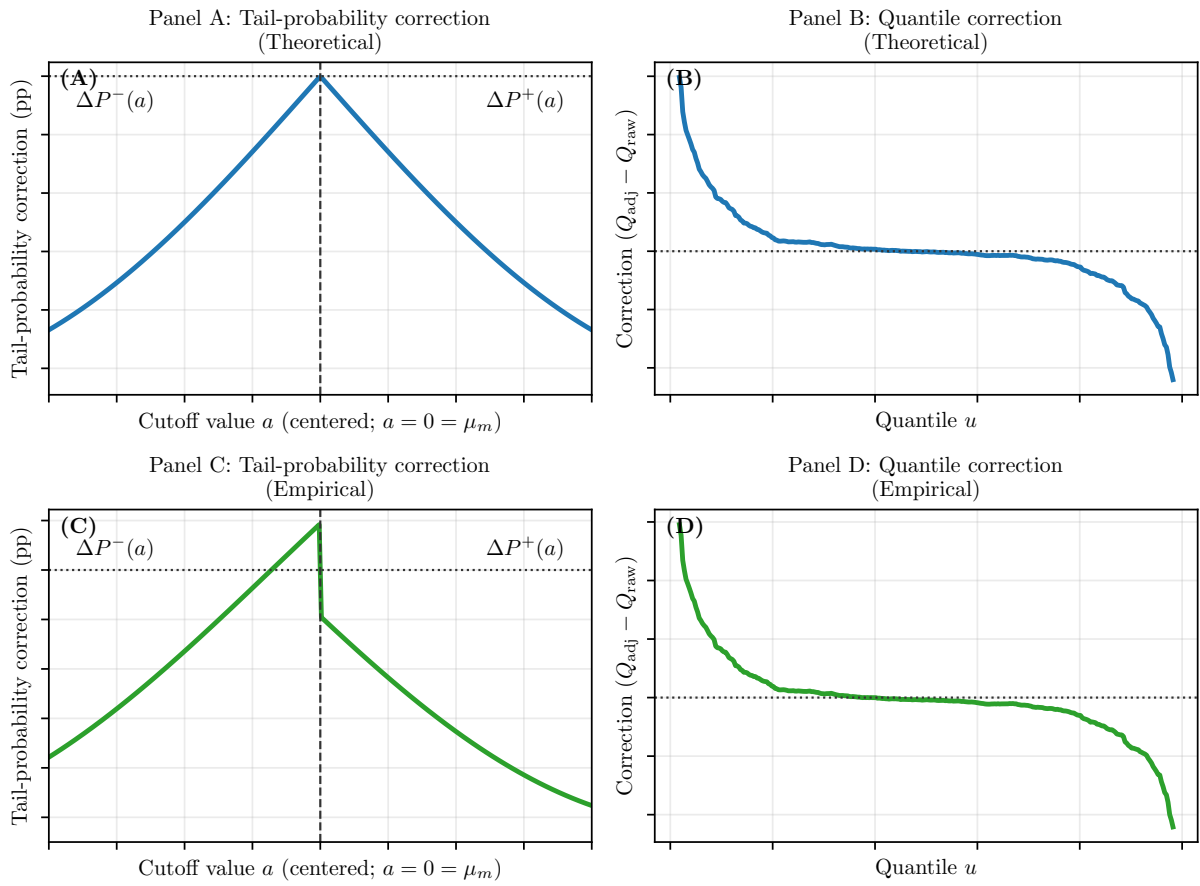 Panel A: Tail-probability correction
(Theoretical)
(A)
ΔP⁻(a)
ΔP⁺(a)
Tail-probability correction (pp)
Cutoff value a (centered; a = 0 = μₘ)
Panel B: Quantile correction
(Theoretical)
(B)
Correction (Q_adj − Q_raw)
Quantile u
Panel C: Tail-probability correction
(Empirical)
(C)
ΔP⁻(a)
ΔP⁺(a)
Tail-probability correction (pp)
Cutoff value a (centered; a = 0 = μₘ)
Panel D: Quantile correction
(Empirical)
(D)
Correction (Q_adj − Q_raw)
Quantile u